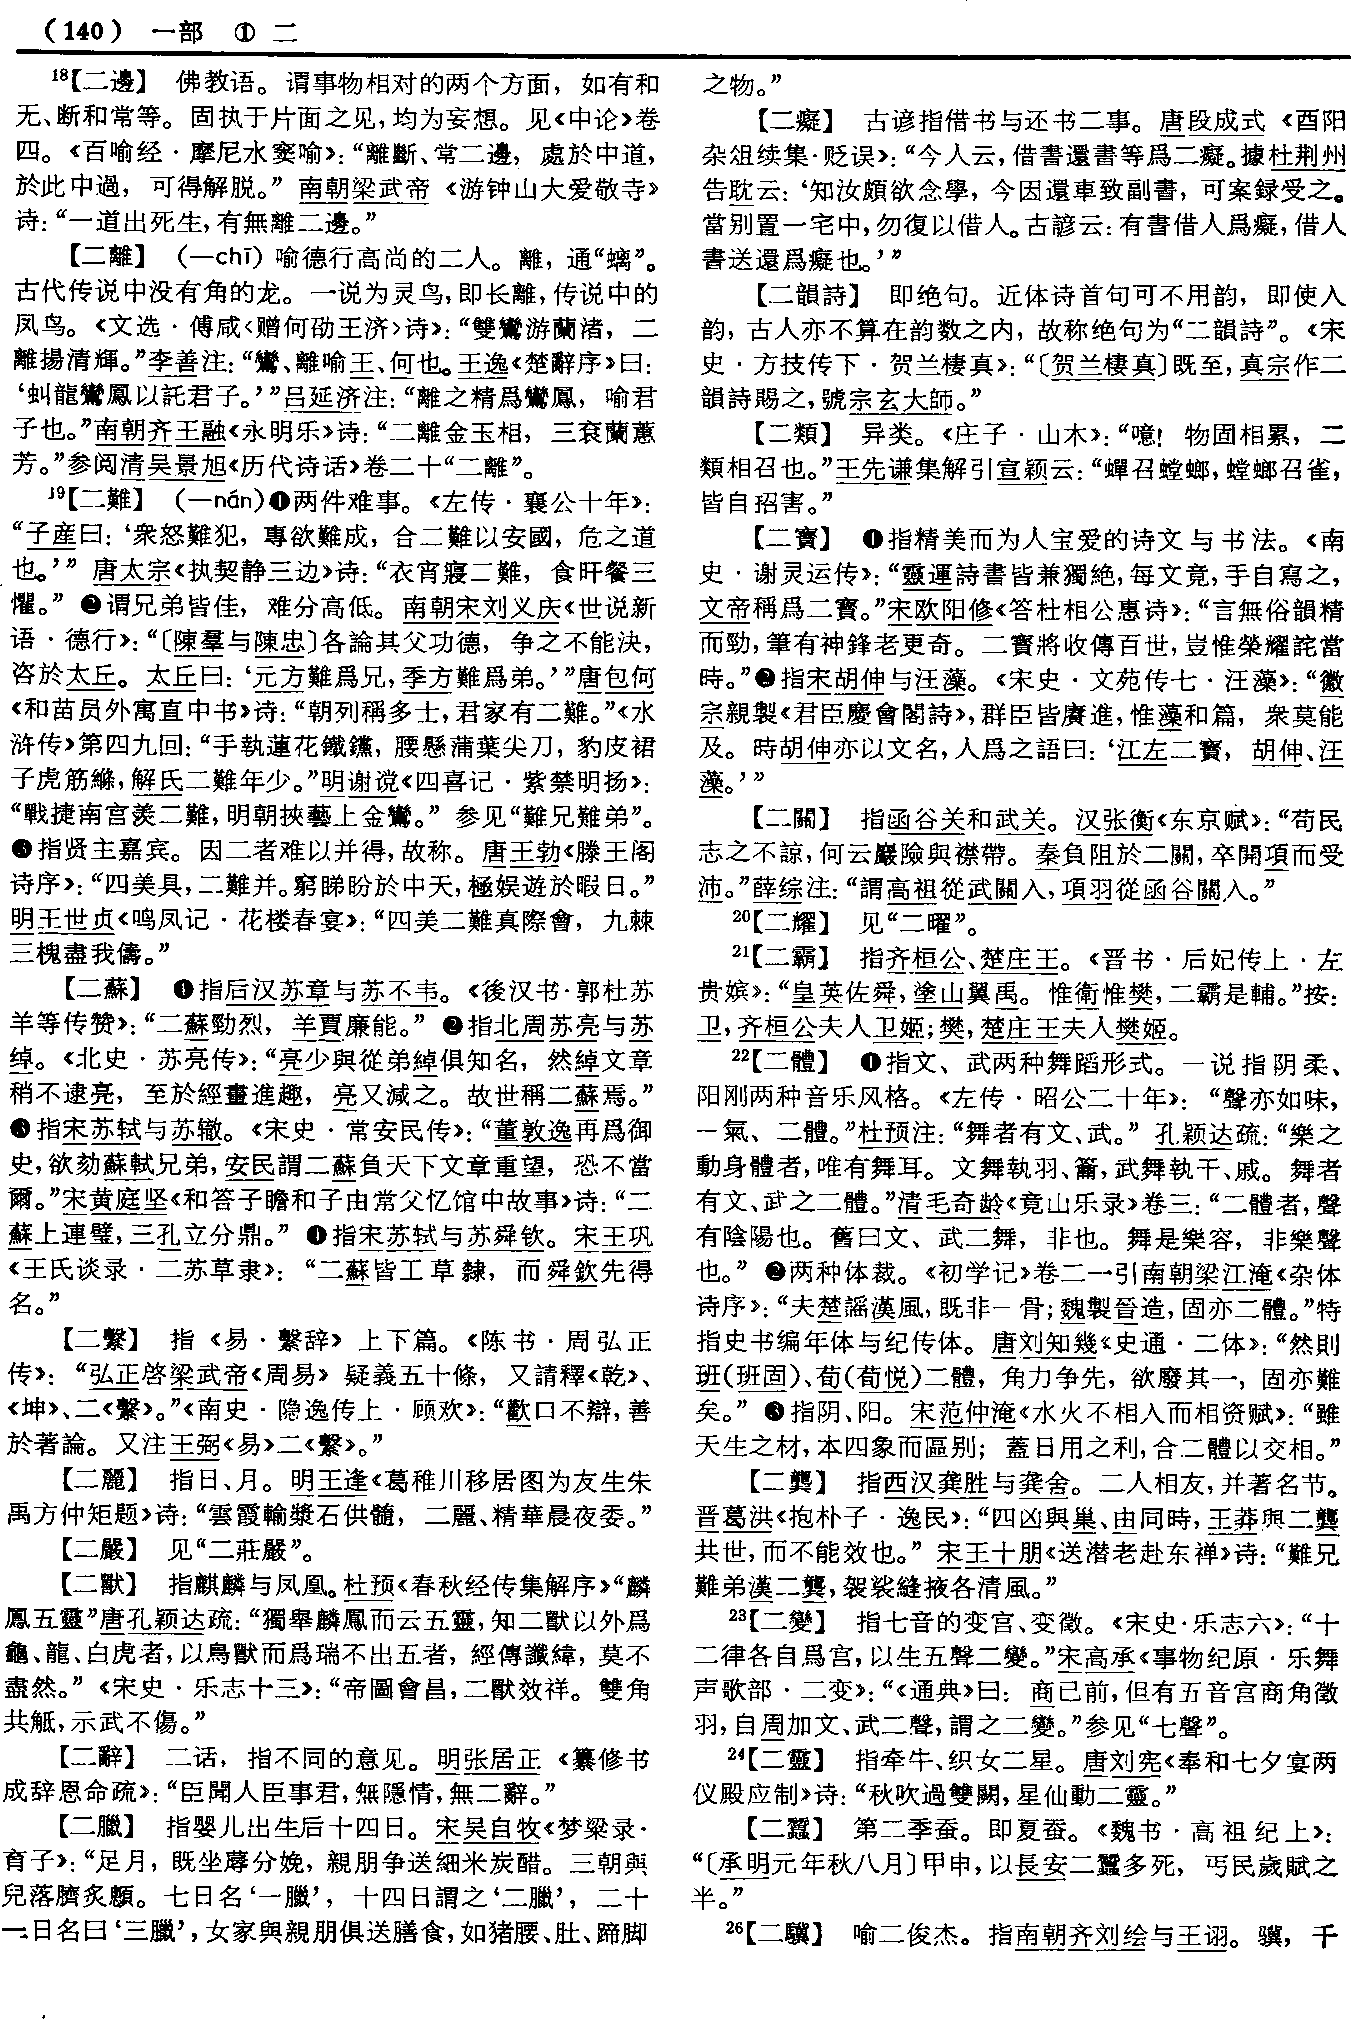 （140） 一部 ① 二
18【二邊】 佛教语。谓事物相对的两个方面，如有和
无、断和常等。固执于片面之见，均为妄想。见《中论》卷
四。《百喻经·摩尼水窦喻》：“離斷、常二邊，處於中道，
於此中過，可得解脱。”南朝梁武帝《游钟山大爱敬寺》
诗：“一道出死生，有無離二邊。”
【二離】 （—chī）喻德行高尚的二人。離，通“螭”。
古代传说中没有角的龙。一说为灵鸟，即长離，传说中的
凤鸟。《文选·傅咸〈赠何劭王济〉诗》：“雙鸞游蘭渚，二
離揚清輝。”李善注：“鸞、離喻王、何也。王逸《楚辭序》曰：
‘虯龍鸞鳳以託君子。’”吕延济注：“離之精爲鸞鳳，喻君
子也。”南朝齐王融《永明乐》诗：“二離金玉相，三衮蘭蕙
芳。”参阅清吴景旭《历代诗话》卷二十“二離”。
19【二難】 （—nán）❶两件难事。《左传·襄公十年》：
“子産曰：‘衆怒難犯，專欲難成，合二難以安國，危之道
也。’”唐太宗《执契静三边》诗：“衣宵寢二難，食旰餐三
懼。”❷谓兄弟皆佳，难分高低。南朝宋刘义庆《世说新
语·德行》：“〔陳羣与陳忠〕各論其父功德，争之不能決，
咨於太丘。太丘曰：‘元方難爲兄，季方難爲弟。’”唐包何
《和苗员外寓直中书》诗：“朝列稱多士，君家有二難。”《水
浒传》第四九回：“手執蓮花鐵鑞，腰懸蒲葉尖刀，豹皮裙
子虎筋縧，解氏二難年少。”明谢谠《四喜记·紫禁明扬》：
“戰捷南宫羡二難，明朝挾藝上金鸞。”参见“難兄難弟”。
❸指贤主嘉宾。因二者难以并得，故称。唐王勃《滕王阁
诗序》：“四美具，二難并。窮睇眄於中天，極娱遊於暇日。”
明王世贞《鸣凤记·花楼春宴》：“四美二難真際會，九棘
三槐盡我儔。”
【二蘇】 ❶指后汉苏章与苏不韦。《後汉书·郭杜苏
羊等传赞》：“二蘇勁烈，羊賈廉能。”❷指北周苏亮与苏
绰。《北史·苏亮传》：“亮少與從弟綽俱知名，然綽文章
稍不逮亮，至於經畫進趣，亮又減之。故世稱二蘇焉。”
❸指宋苏轼与苏辙。《宋史·常安民传》：“董敦逸再爲御
史，欲劾蘇軾兄弟，安民謂二蘇負天下文章重望，恐不當
爾。”宋黄庭坚《和答子瞻和子由常父忆馆中故事》诗：“二
蘇上連璧，三孔立分鼎。”❹指宋苏轼与苏舜钦。宋王巩
《王氏谈录·二苏草隶》：“二蘇皆工草隸，而舜欽先得
名。”
【二繫】 指《易·繫辞》上下篇。《陈书·周弘正
传》：“弘正啓梁武帝《周易》疑義五十條，又請釋《乾》、
《坤》、二《繫》。”《南史·隐逸传上·顾欢》：“歡口不辯，善
於著論。又注王弼《易》二《繫》。”
【二麗】 指日、月。明王逢《葛稚川移居图为友生朱
禹方仲矩题》诗：“雲霞輸漿石供髓，二麗、精華晨夜委。”
【二嚴】 见“二莊嚴”。
【二獸】 指麒麟与凤凰。杜预《春秋经传集解序》“麟
鳳五靈”唐孔颖达疏：“獨舉麟鳳而云五靈，知二獸以外爲
龜、龍、白虎者，以鳥獸而爲瑞不出五者，經傳讖緯，莫不
盡然。”《宋史·乐志十三》：“帝圖會昌，二獸效祥。雙角
共觝，示武不傷。”
【二辭】 二话，指不同的意见。明张居正《纂修书
成辞恩命疏》：“臣聞人臣事君，無隱情，無二辭。”
【二臘】 指婴儿出生后十四日。宋吴自牧《梦粱录·
育子》：“足月，既坐蓐分娩，親朋争送細米炭醋。三朝與
兒落臍炙顖。七日名‘一臘’，十四日謂之‘二臘’，二十
一日名曰‘三臘’，女家與親朋俱送膳食，如猪腰、肚、蹄脚
之物。”
【二癡】 古谚指借书与还书二事。唐段成式《酉阳
杂俎续集·贬误》：“今人云，借書還書等爲二癡。據杜荆州
告耽云：‘知汝頗欲念學，今因還車致副書，可案録受之。
當别置一宅中，勿復以借人。古諺云：有書借人爲癡，借人
書送還爲癡也。’”
【二韻詩】 即绝句。近体诗首句可不用韵，即使入
韵，古人亦不算在韵数之内，故称绝句为“二韻詩”。《宋
史·方技传下·贺兰棲真》：“〔贺兰棲真〕既至，真宗作二
韻詩賜之，號宗玄大師。”
【二類】 异类。《庄子·山木》：“噫！物固相累，二
類相召也。”王先谦集解引宣颖云：“蟬召螳螂，螳螂召雀，
皆自招害。”
【二寶】 ❶指精美而为人宝爱的诗文与书法。《南
史·谢灵运传》：“靈運詩書皆兼獨絶，每文竟，手自寫之，
文帝稱爲二寶。”宋欧阳修《答杜相公惠诗》：“言無俗韻精
而勁，筆有神鋒老更奇。二寶將收傳百世，豈惟榮耀詫當
時。”❷指宋胡伸与汪藻。《宋史·文苑传七·汪藻》：“徽
宗親製《君臣慶會閣詩》，群臣皆賡進，惟藻和篇，衆莫能
及。時胡伸亦以文名，人爲之語曰：‘江左二寶，胡伸、汪
藻。’”
【二關】 指函谷关和武关。汉张衡《东京赋》：“苟民
志之不諒，何云巖險與襟帶。秦負阻於二關，卒開項而受
沛。”薛综注：“謂高祖從武關入，項羽從函谷關入。”
20【二耀】 见“二曜”。
21【二霸】 指齐桓公、楚庄王。《晋书·后妃传上·左
贵嫔》：“皇英佐舜，塗山翼禹。惟衛惟樊，二霸是輔。”按：
卫，齐桓公夫人卫姬；樊，楚庄王夫人樊姬。
22【二體】 ❶指文、武两种舞蹈形式。一说指阴柔、
阳刚两种音乐风格。《左传·昭公二十年》：“聲亦如味，
一氣、二體。”杜预注：“舞者有文、武。”孔颖达疏：“樂之
動身體者，唯有舞耳。文舞執羽、籥，武舞執干、戚。舞者
有文、武之二體。”清毛奇龄《竟山乐录》卷三：“二體者，聲
有陰陽也。舊曰文、武二舞，非也。舞是樂容，非樂聲
也。”❷两种体裁。《初学记》卷二一引南朝梁江淹《杂体
诗序》：“夫楚謡漢風，既非一骨；魏製晉造，固亦二體。”特
指史书编年体与纪传体。唐刘知幾《史通·二体》：“然則
班（班固）、荀（荀悦）二體，角力争先，欲廢其一，固亦難
矣。”❸指阴、阳。宋范仲淹《水火不相入而相资赋》：“雖
天生之材，本四象而區别；蓋日用之利，合二體以交相。”
【二龔】 指西汉龚胜与龚舍。二人相友，并著名节。
晋葛洪《抱朴子·逸民》：“四凶與巢、由同時，王莽與二龔
共世，而不能效也。”宋王十朋《送潜老赴东禅》诗：“難兄
難弟漢二龔，袈裟縫掖各清風。”
23【二變】 指七音的变宫、变徵。《宋史·乐志六》：“十
二律各自爲宫，以生五聲二變。”宋高承《事物纪原·乐舞
声歌部·二变》：“《通典》曰：商已前，但有五音宫商角徵
羽，自周加文、武二聲，謂之二變。”参见“七聲”。
24【二靈】 指牵牛、织女二星。唐刘宪《奉和七夕宴两
仪殿应制》诗：“秋吹過雙闕，星仙動二靈。”
【二蠶】 第二季蚕。即夏蚕。《魏书·高祖纪上》：
“〔承明元年秋八月〕甲申，以長安二蠶多死，丐民歲賦之
半。”
26【二驥】 喻二俊杰。指南朝齐刘绘与王诩。骥，千